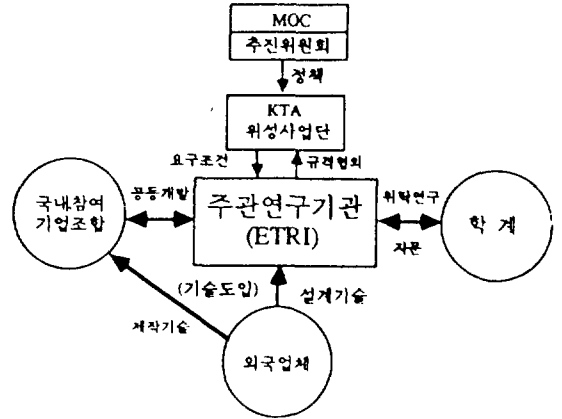 MOC
추진위원회
정책
KTA
위성사업단
요구조건
규격협의
국내참여
기업조합
공동개발
주관연구기관
(ETRI)
위탁연구
자문
학 계
(기술도입)
설계기술
제작기술
외국업체